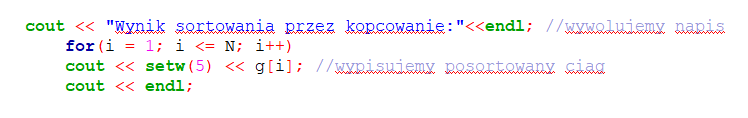 cout << "Wynik sortowania przez kopcowanie:"<<endl; //wywolujemy napis
for(i = 1; i <= N; i++)
cout << setw(5) << g[i]; //wypisujemy posortowany ciag
cout << endl;